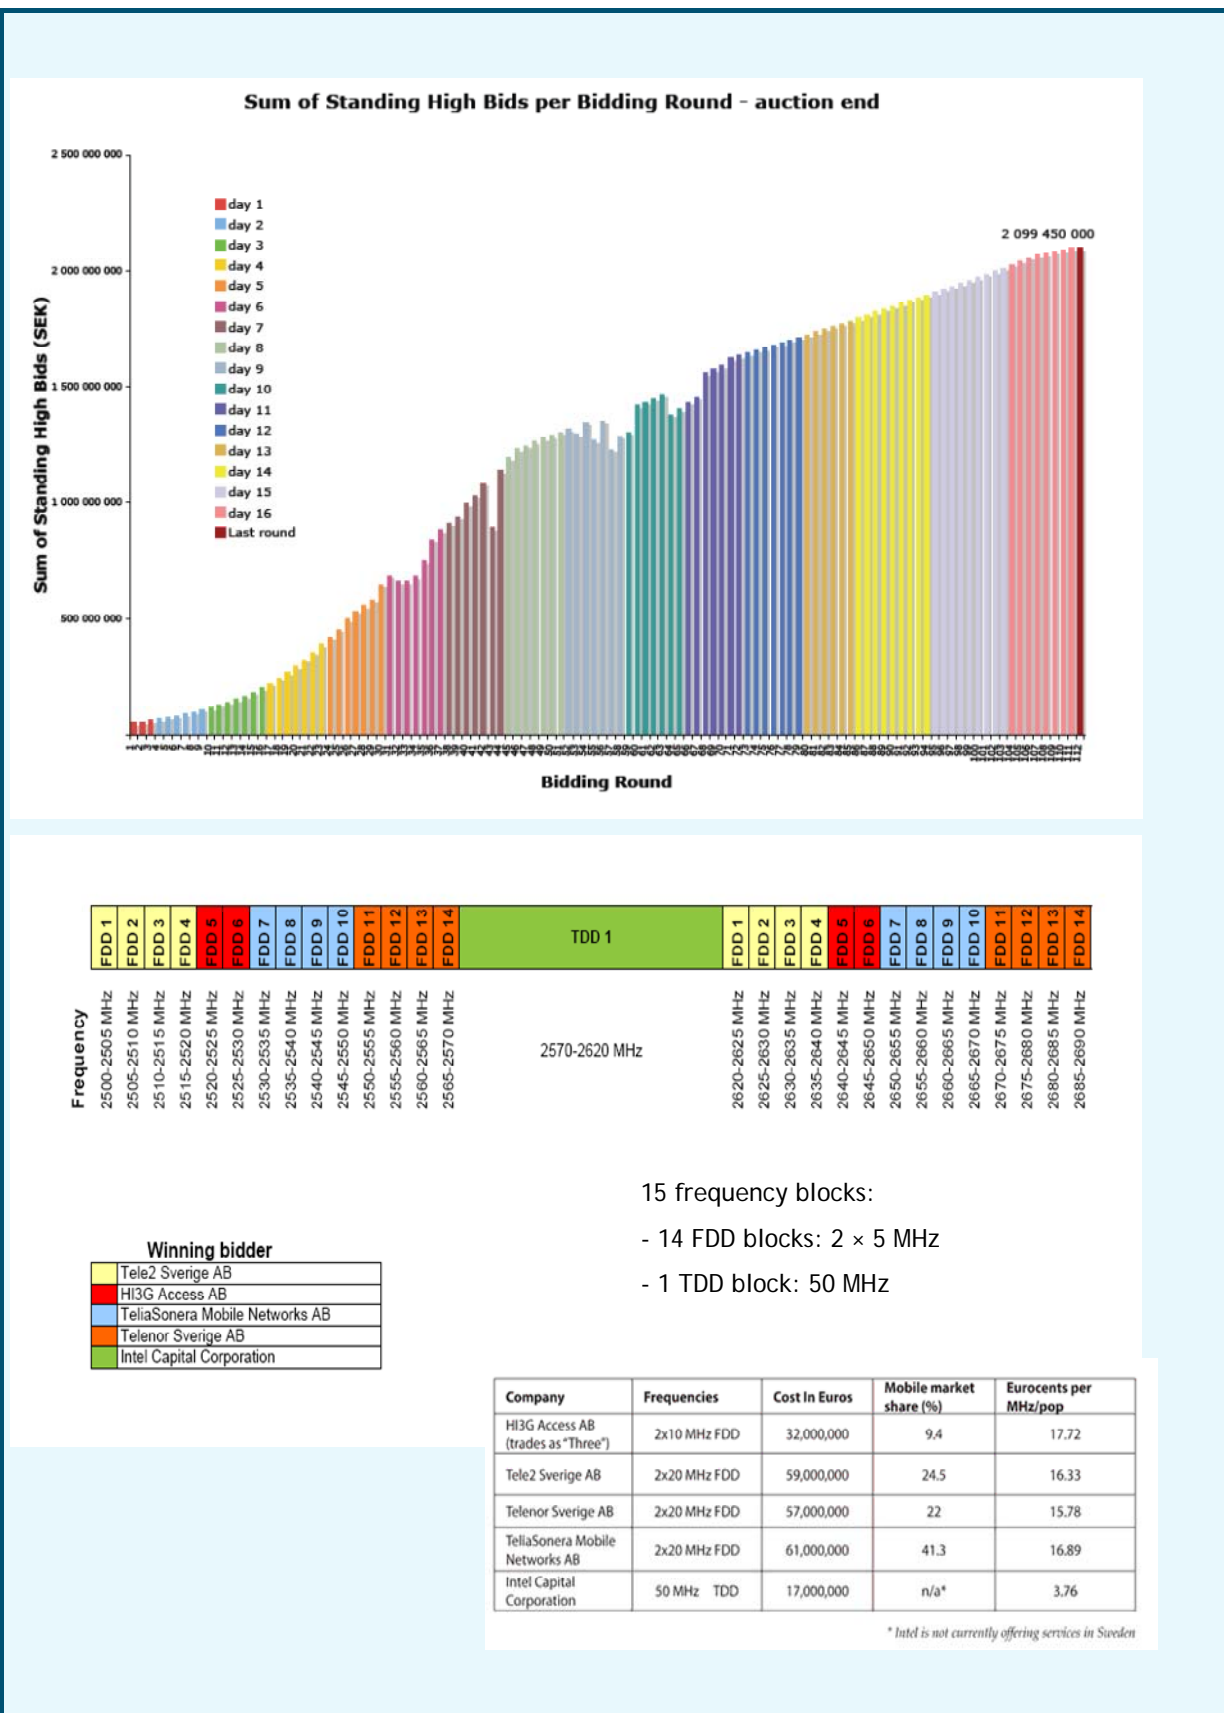 Sum of Standing High Bids per Bidding Round - auction end
Sum of Standing High Bids (SEK)
2 500 000 000
2 000 000 000
1 500 000 000
1 000 000 000
500 000 000
day 1
day 2
day 3
day 4
day 5
day 6
day 7
day 8
day 9
day 10
day 11
day 12
day 13
day 14
day 15
day 16
Last round
2 099 450 000
Bidding Round
FDD 1 FDD 2 FDD 3 FDD 4 FDD 5 FDD 6 FDD 7 FDD 8 FDD 9 FDD 10 FDD 11 FDD 12 FDD 13 FDD 14 TDD 1 FDD 1 FDD 2 FDD 3 FDD 4 FDD 5 FDD 6 FDD 7 FDD 8 FDD 9 FDD 10 FDD 11 FDD 12 FDD 13 FDD 14
Frequency
2500-2505 MHz
2505-2510 MHz
2510-2515 MHz
2515-2520 MHz
2520-2525 MHz
2525-2530 MHz
2530-2535 MHz
2535-2540 MHz
2540-2545 MHz
2545-2550 MHz
2550-2555 MHz
2555-2560 MHz
2560-2565 MHz
2565-2570 MHz
2570-2620 MHz
2620-2625 MHz
2625-2630 MHz
2630-2635 MHz
2635-2640 MHz
2640-2645 MHz
2645-2650 MHz
2650-2655 MHz
2655-2660 MHz
2660-2665 MHz
2665-2670 MHz
2670-2675 MHz
2675-2680 MHz
2680-2685 MHz
2685-2690 MHz
15 frequency blocks:
- 14 FDD blocks: 2 × 5 MHz
- 1 TDD block: 50 MHz
Winning bidder
Tele2 Sverige AB
HI3G Access AB
TeliaSonera Mobile Networks AB
Telenor Sverige AB
Intel Capital Corporation
Company Frequencies Cost In Euros Mobile market share (%) Eurocents per MHz/pop
HI3G Access AB (trades as "Three") 2x10 MHz FDD 32,000,000 9.4 17.72
Tele2 Sverige AB 2x20 MHz FDD 59,000,000 24.5 16.33
Telenor Sverige AB 2x20 MHz FDD 57,000,000 22 15.78
TeliaSonera Mobile Networks AB 2x20 MHz FDD 61,000,000 41.3 16.89
Intel Capital Corporation 50 MHz TDD 17,000,000 n/a* 3.76
* Intel is not currently offering services in Sweden